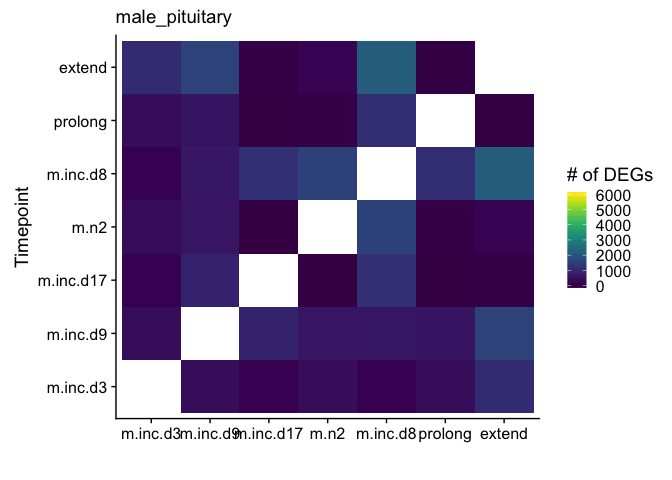 male_pituitary
extend
prolong
m.inc.d8
m.n2
m.inc.d17
m.inc.d9
m.inc.d3
Timepoint
m.inc.d3 m.inc.d9 m.inc.d17 m.n2 m.inc.d8 prolong extend
# of DEGs
6000
5000
4000
3000
2000
1000
0